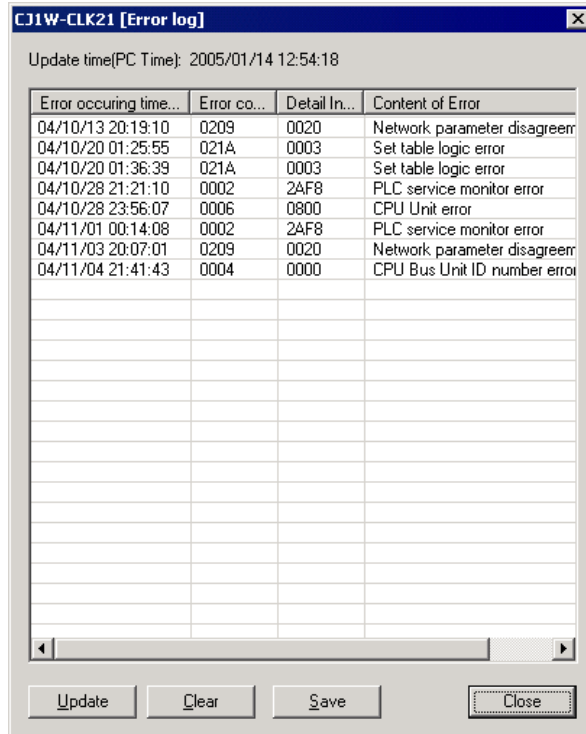 CJ1W-CLK21 [Error log]
Update time(PC Time): 2005/01/14 12:54:18
Error occuring time... Error co... Detail In... Content of Error
04/10/13 20:19:10 0209 0020 Network parameter disagreem
04/10/20 01:25:55 021A 0003 Set table logic error
04/10/20 01:36:39 021A 0003 Set table logic error
04/10/28 21:21:10 0002 2AF8 PLC service monitor error
04/10/28 23:56:07 0006 0800 CPU Unit error
04/11/01 00:14:08 0002 2AF8 PLC service monitor error
04/11/03 20:07:01 0209 0020 Network parameter disagreem
04/11/04 21:41:43 0004 0000 CPU Bus Unit ID number error
Update Clear Save Close